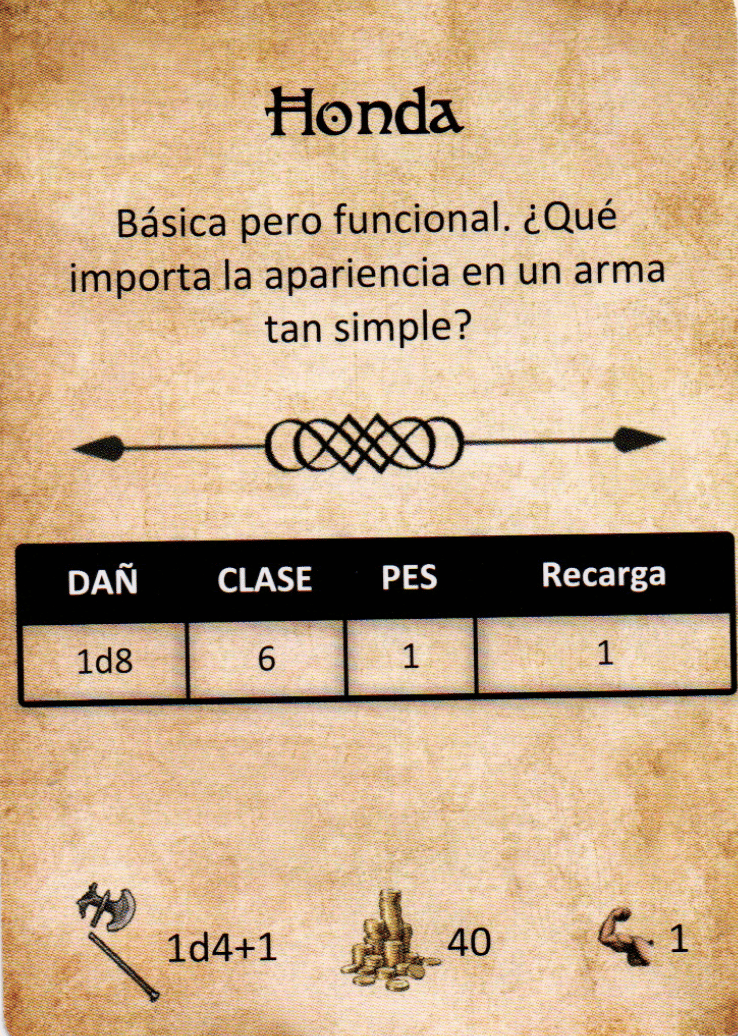 Honda
Básica pero funcional. ¿Qué
importa la apariencia en un arma
tan simple?
DAÑ CLASE PES Recarga
1d8 6 1 1
1d4+1 40 1